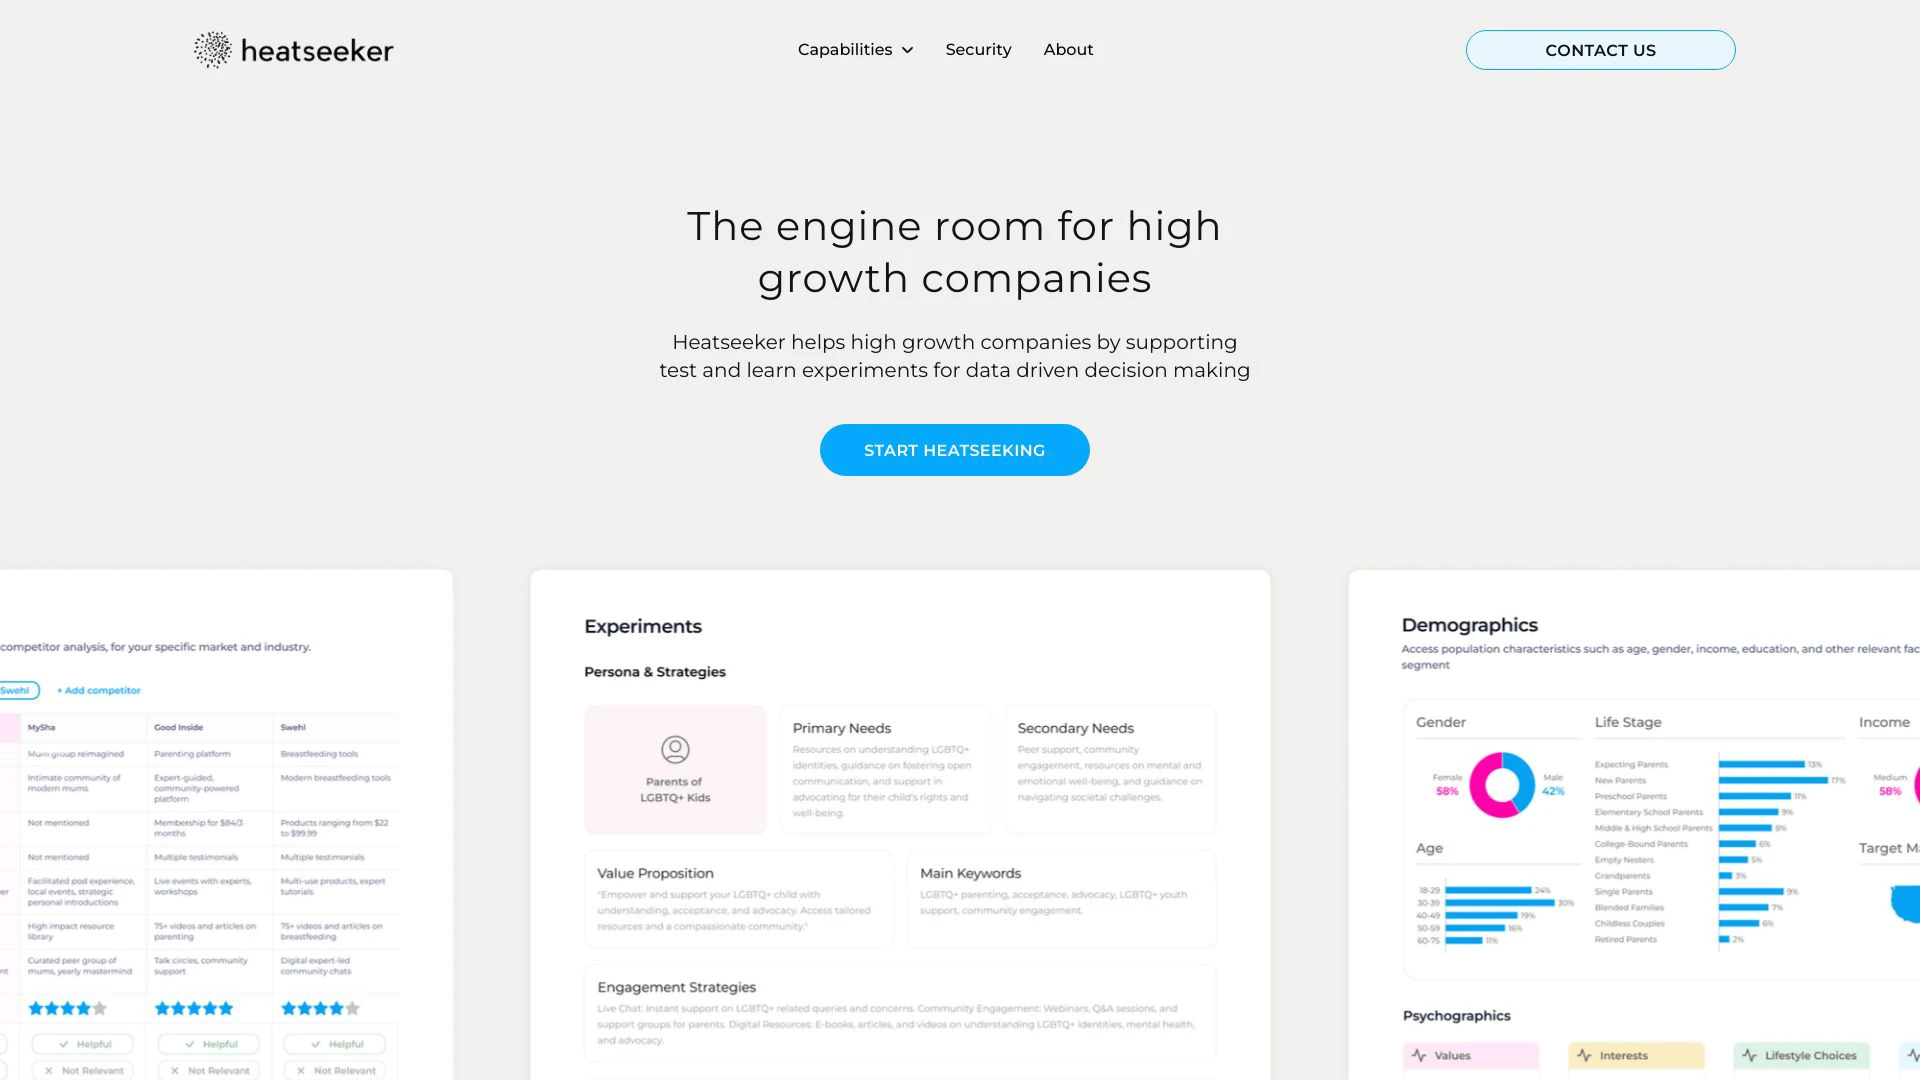 heatseeker
Capabilities
Security
About
CONTACT US
The engine room for high
growth companies
Heatseeker helps high growth companies by supporting
test and learn experiments for data driven decision making
START HEATSEEKING
competitor analysis, for your specific market and industry.
Swehl
+ Add competitor
MySha
Good Inside
Swehl
Mum group reimagined
Parenting platform
Breastfeeding tools
Intimate community of
modern mums
Expert-guided,
community-powered
platform
Modern breastfeeding tools
Not mentioned
Membership for $84/3
months
Products ranging from $22
to $99.99
Not mentioned
Multiple testimonials
Multiple testimonials
Facilitated pod experience,
local events, strategic
personal introductions
Live events with experts,
workshops
Multi-use products, expert
tutorials
High impact resource
library
75+ videos and articles on
parenting
75+ videos and articles on
breastfeeding
Curated peer group of
mums, yearly mastermind
Talk circles, community
support
Digital expert-led
community chats
Helpful
Helpful
Helpful
Not Relevant
Not Relevant
Not Relevant
Experiments
Persona & Strategies
Parents of
LGBTQ+ Kids
Primary Needs
Resources on understanding LGBTQ+
identities, guidance on fostering open
communication, and support in
advocating for their child's rights and
well-being.
Secondary Needs
Peer support, community
engagement, resources on mental and
emotional well-being, and guidance on
navigating societal challenges.
Value Proposition
"Empower and support your LGBTQ+ child with
understanding, acceptance, and advocacy. Access tailored
resources and a compassionate community."
Main Keywords
LGBTQ+ parenting, acceptance, advocacy, LGBTQ+ youth
support, community engagement.
Engagement Strategies
Live Chat: Instant support on LGBTQ+ related queries and concerns. Community Engagement: Webinars, Q&A sessions, and
support groups for parents. Digital Resources: E-books, articles, and videos on understanding LGBTQ+ identities, mental health,
and advocacy.
Demographics
Access population characteristics such as age, gender, income, education, and other relevant fac
segment
Gender
Female
58%
Male
42%
Age
18-29 24%
30-39 30%
40-49 19%
50-59 16%
60-75 11%
Life Stage
Expecting Parents 13%
New Parents 17%
Preschool Parents 11%
Elementary School Parents 9%
Middle & High School Parents 8%
College-Bound Parents 6%
Empty Nesters 5%
Grandparents 3%
Single Parents 9%
Blended Families 7%
Childless Couples 6%
Retired Parents 2%
Income
Medium
58%
Target Ma
Psychographics
Values
Interests
Lifestyle Choices